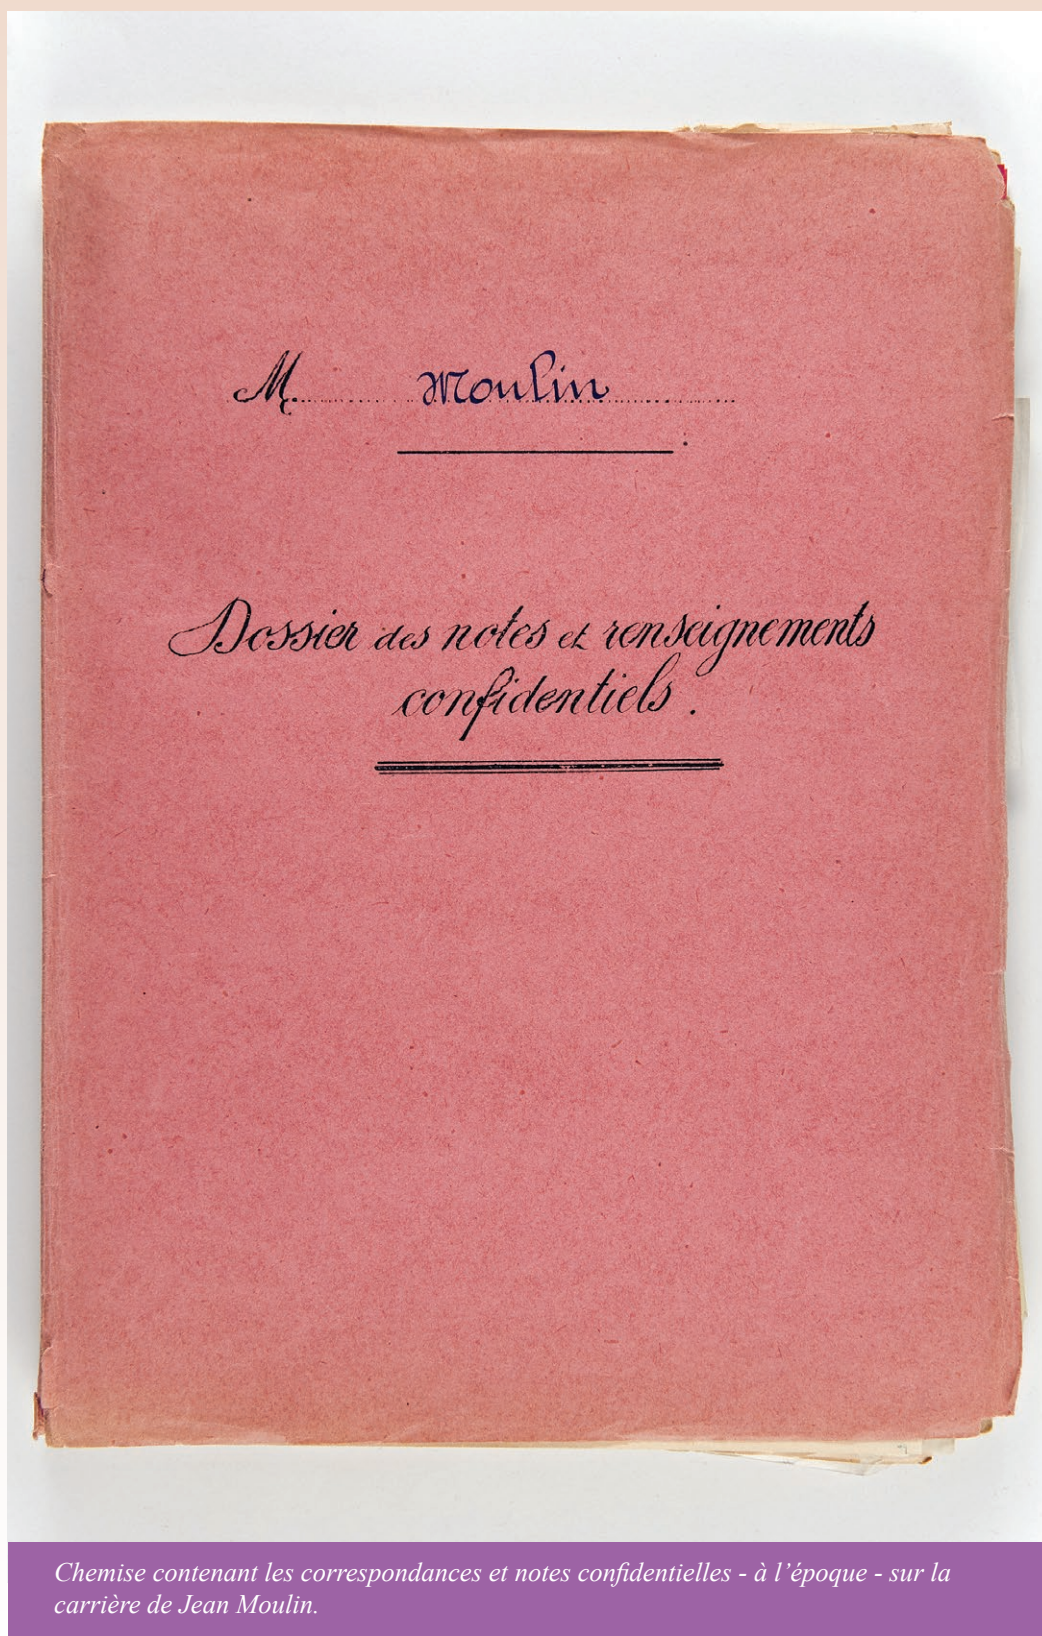 M. Moulin
Dossier des notes et renseignements
confidentiels.
Chemise contenant les correspondances et notes confidentielles - à l’époque - sur la
carrière de Jean Moulin.